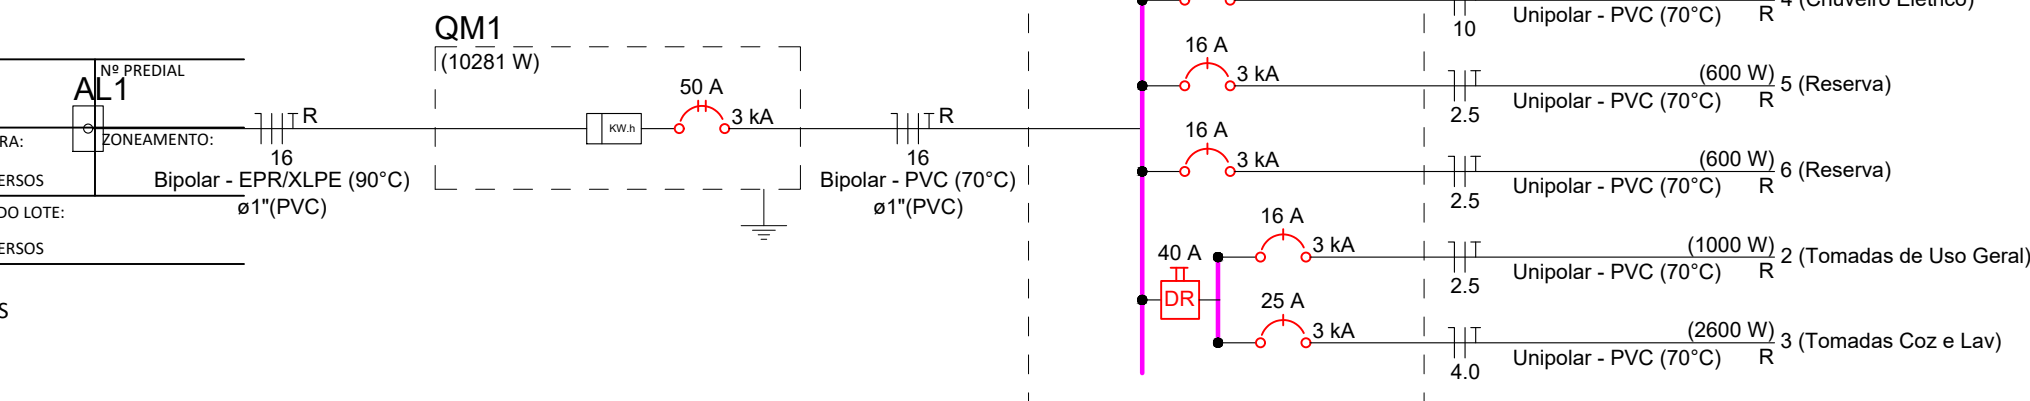 Nº PREDIAL
AL1
RA:
ZONEAMENTO:
ERSOS
DO LOTE:
ERSOS
S
R
16
Bipolar - EPR/XLPE (90°C)
ø1"(PVC)
QM1
(10281 W)
KW.h
50 A
3 kA
R
16
Bipolar - PVC (70°C)
ø1"(PVC)
10
Unipolar - PVC (70°C)
R
4 (Chuveiro Elétrico)
16 A
3 kA
2.5
(600 W)
Unipolar - PVC (70°C)
R
5 (Reserva)
16 A
3 kA
2.5
(600 W)
Unipolar - PVC (70°C)
R
6 (Reserva)
40 A
DR
16 A
3 kA
2.5
(1000 W)
Unipolar - PVC (70°C)
R
2 (Tomadas de Uso Geral)
25 A
3 kA
4.0
(2600 W)
Unipolar - PVC (70°C)
R
3 (Tomadas Coz e Lav)